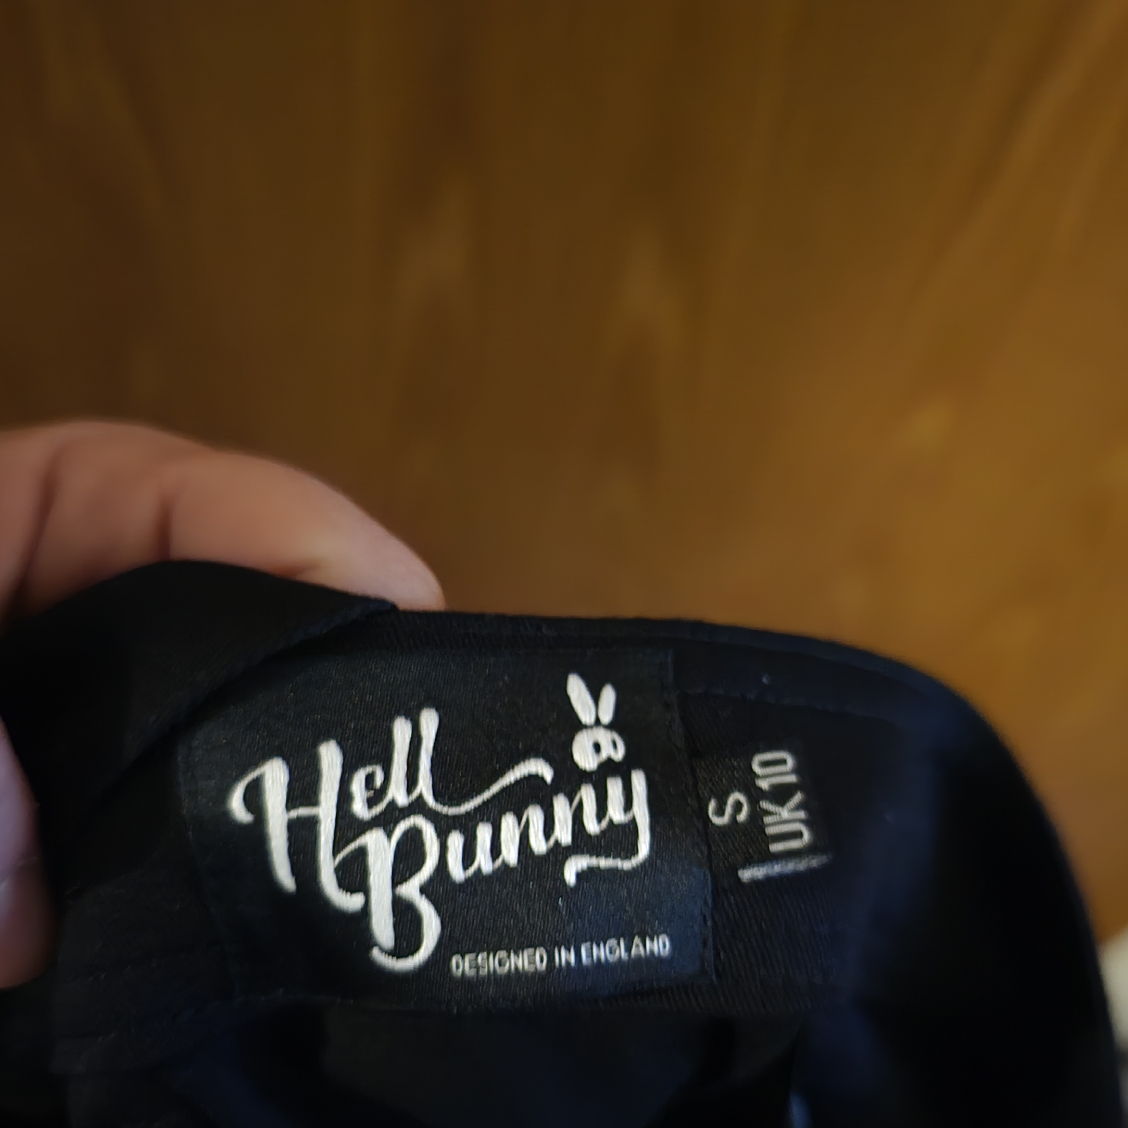 Hell
Bunny
DESIGNED IN ENGLAND
S
UK 10